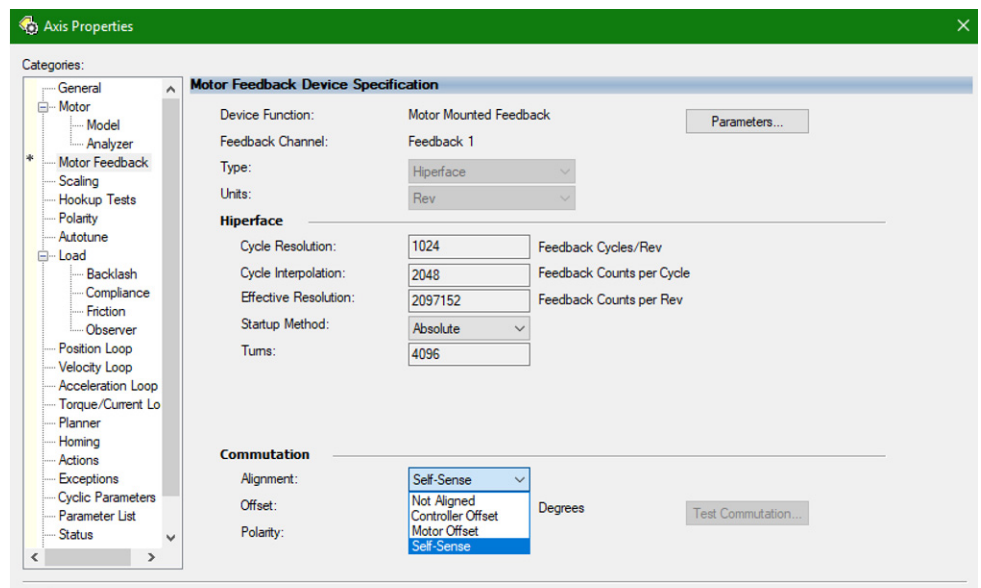 Axis Properties
Categories:
General
Motor
Model
Analyzer
* Motor Feedback
Scaling
Hookup Tests
Polarity
Autotune
Load
Backlash
Compliance
Friction
Observer
Position Loop
Velocity Loop
Acceleration Loop
Torque/Current Lo
Planner
Homing
Actions
Exceptions
Cyclic Parameters
Parameter List
Status
Motor Feedback Device Specification
Device Function: Motor Mounted Feedback Parameters...
Feedback Channel: Feedback 1
Type: Hiperface
Units: Rev
Hiperface
Cycle Resolution: 1024 Feedback Cycles/Rev
Cycle Interpolation: 2048 Feedback Counts per Cycle
Effective Resolution: 2097152 Feedback Counts per Rev
Startup Method: Absolute
Turns: 4096
Commutation
Alignment: Self-Sense
Not Aligned
Offset: Controller Offset Degrees Test Commutation...
Motor Offset
Polarity: Self-Sense